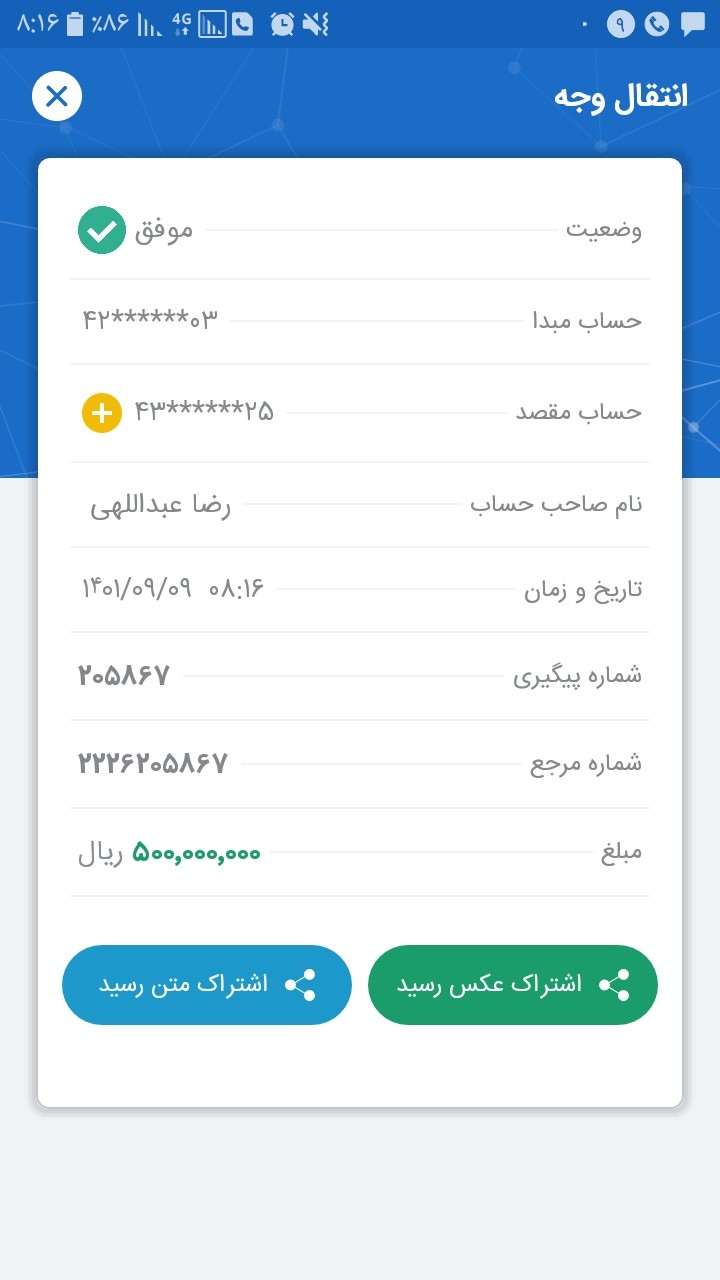 ۸:۱۶ ٪۸۶ 4G ۹
انتقال وجه
وضعیت موفق
حساب مبدا ۴۲******۰۳
حساب مقصد ۴۳******۲۵
نام صاحب حساب رضا عبداللهی
تاریخ و زمان ۱۴۰۱/۰۹/۰۹ ۰۸:۱۶
شماره پیگیری ۲۰۵۸۶۷
شماره مرجع ۲۲۲۶۲۰۵۸۶۷
مبلغ ۵۰۰,۰۰۰,۰۰۰ ریال
اشتراک عکس رسید
اشتراک متن رسید